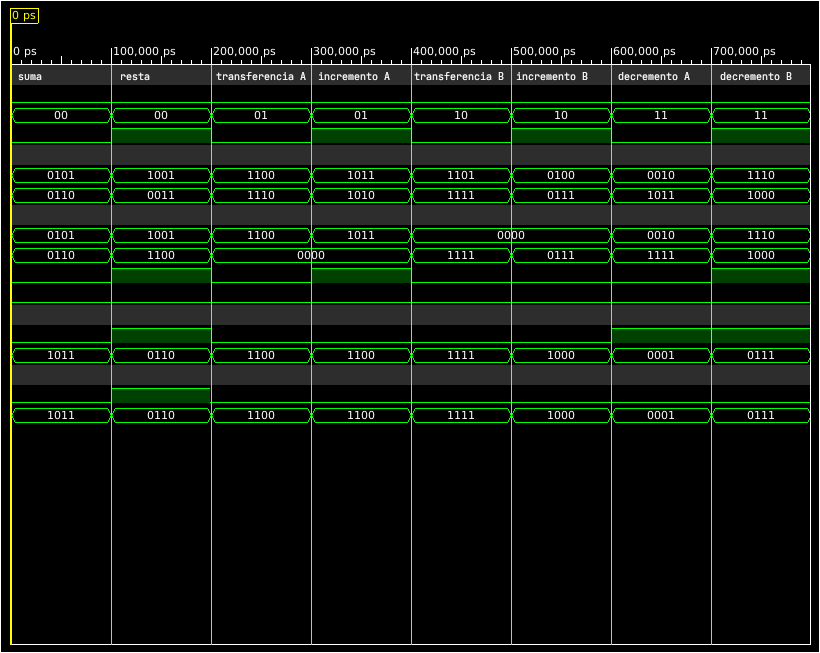 0 ps
0 ps 100,000 ps 200,000 ps 300,000 ps 400,000 ps 500,000 ps 600,000 ps 700,000 ps
suma resta transferencia A incremento A transferencia B incremento B decremento A decremento B
00 00 01 01 10 10 11 11
0101 1001 1100 1011 1101 0100 0010 1110
0110 0011 1110 1010 1111 0111 1011 1000
0101 1001 1100 1011 0000 0010 1110
0110 1100 0000 1111 0111 1111 1000
1011 0110 1100 1100 1111 1000 0001 0111
1011 0110 1100 1100 1111 1000 0001 0111